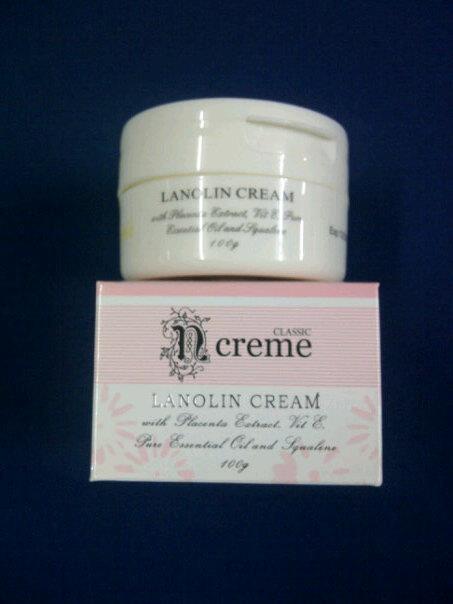 LANOLIN CREAM
with Placenta Extract, Vit E, Pure
Essential Oil and Squalene
100g
Exp
CLASSIC
n creme
LANOLIN CREAM
with Placenta Extract, Vit E,
Pure Essential Oil and Squalene
100g